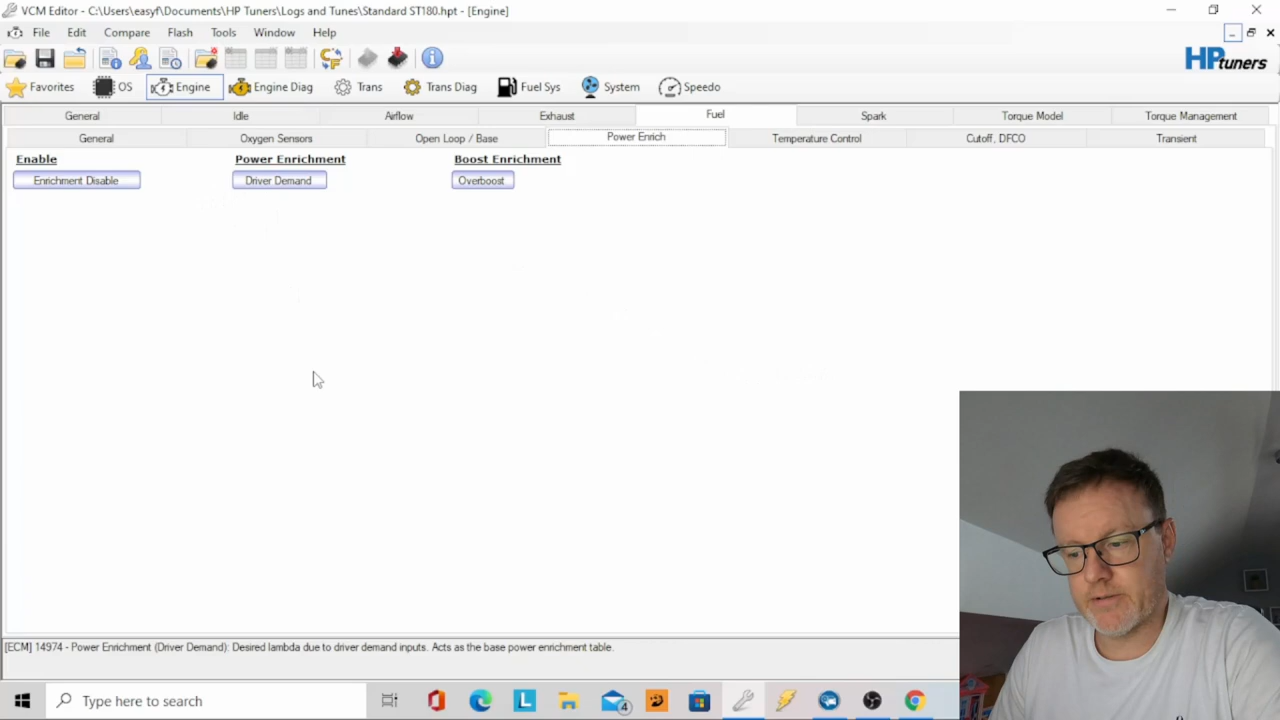 VCM Editor - C:\Users\easyf\Documents\HP Tuners\Logs and Tunes\Standard ST180.hpt - [Engine]
File Edit Compare Flash Tools Window Help
HP tuners
Favorites OS Engine Engine Diag Trans Trans Diag Fuel Sys System Speedo
General Idle Airflow Exhaust Fuel Spark Torque Model Torque Management
General Oxygen Sensors Open Loop / Base Power Enrich Temperature Control Cutoff, DFCO Transient
Enable Power Enrichment Boost Enrichment
Enrichment Disable Driver Demand Overboost
[ECM] 14974 - Power Enrichment (Driver Demand): Desired lambda due to driver demand inputs. Acts as the base power enrichment table.
Type here to search
L
4